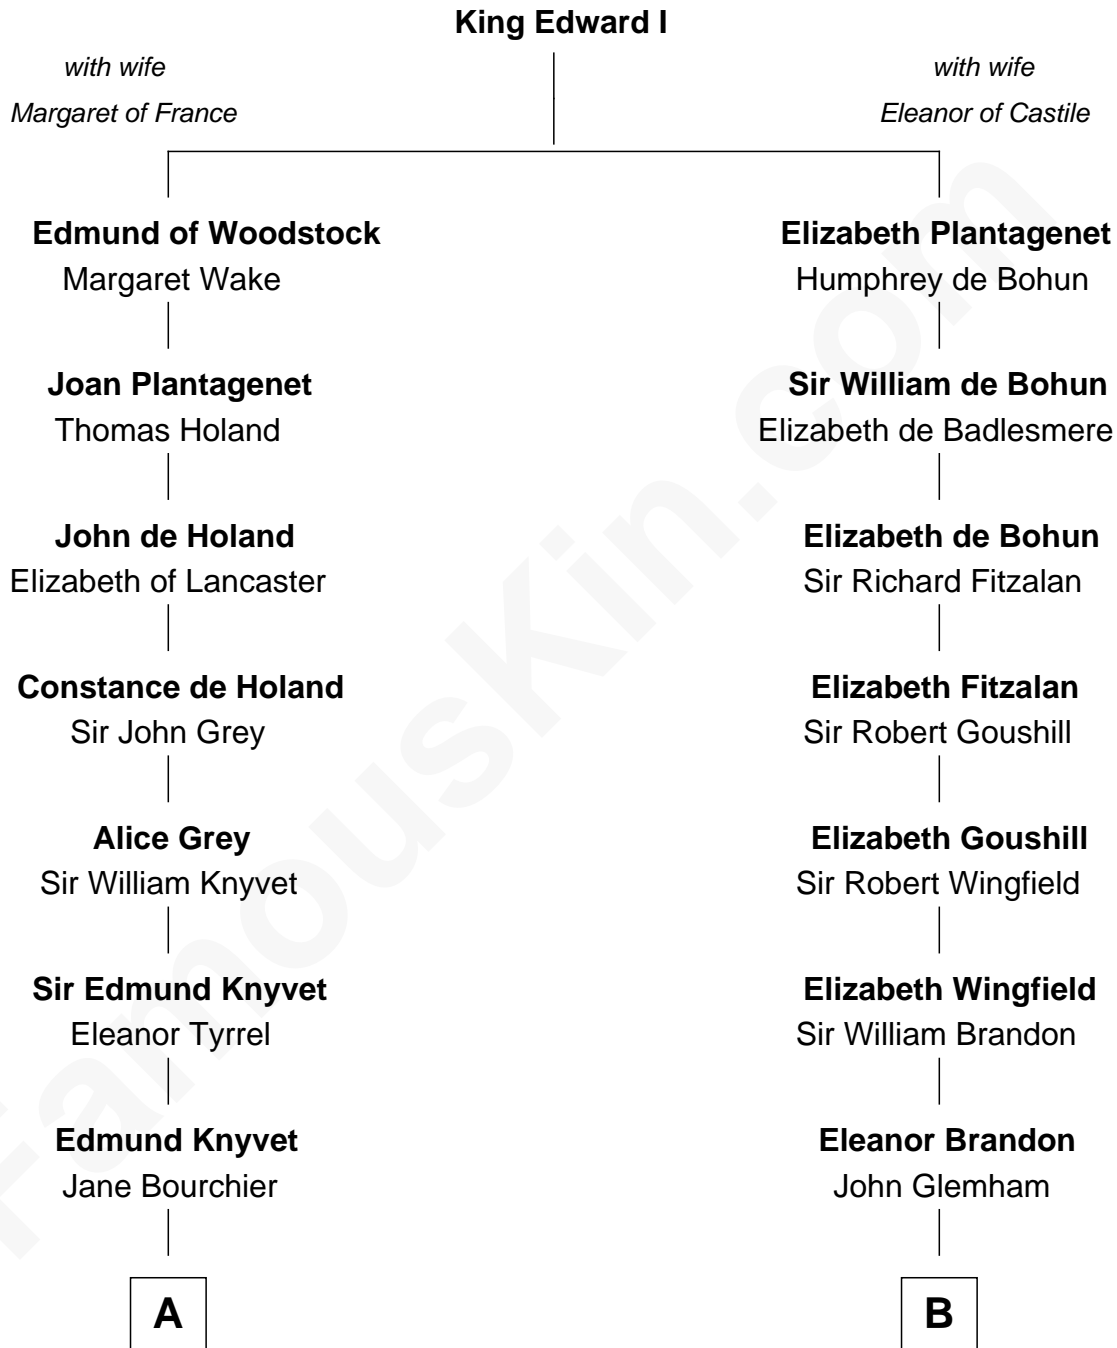 King Edward I
with wife
Margaret of France
with wife
Eleanor of Castile
Edmund of Woodstock
Margaret Wake
Joan Plantagenet
Thomas Holand
John de Holand
Elizabeth of Lancaster
Constance de Holand
Sir John Grey
Alice Grey
Sir William Knyvet
Sir Edmund Knyvet
Eleanor Tyrrel
Edmund Knyvet
Jane Bourchier
A
Elizabeth Plantagenet
Humphrey de Bohun
Sir William de Bohun
Elizabeth de Badlesmere
Elizabeth de Bohun
Sir Richard Fitzalan
Elizabeth Fitzalan
Sir Robert Goushill
Elizabeth Goushill
Sir Robert Wingfield
Elizabeth Wingfield
Sir William Brandon
Eleanor Brandon
John Glemham
B
FamousKin.com